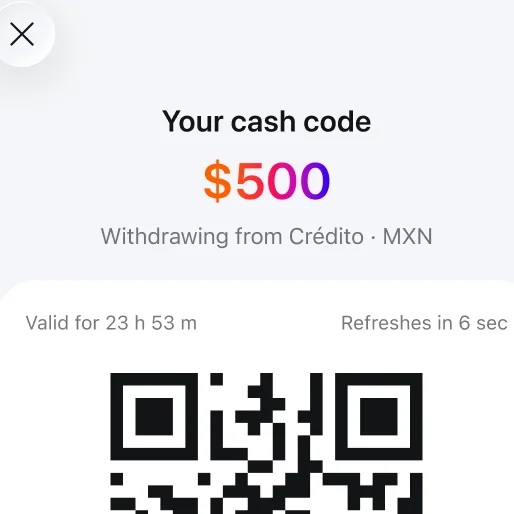 Your cash code
$500
Withdrawing from Crédito · MXN
Valid for 23 h 53 m
Refreshes in 6 sec